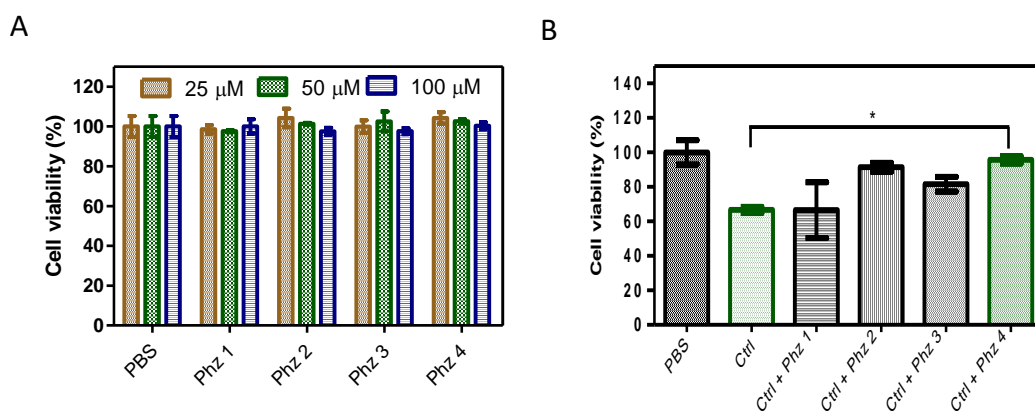 A
Cell viability (%)
120
100
80
60
40
20
0
25 μM
50 μM
100 μM
PBS
Phz 1
Phz 2
Phz 3
Phz 4
B
Cell viability (%)
140
120
100
80
60
40
20
0
*
PBS
Ctrl
Ctrl + Phz 1
Ctrl + Phz 2
Ctrl + Phz 3
Ctrl + Phz 4